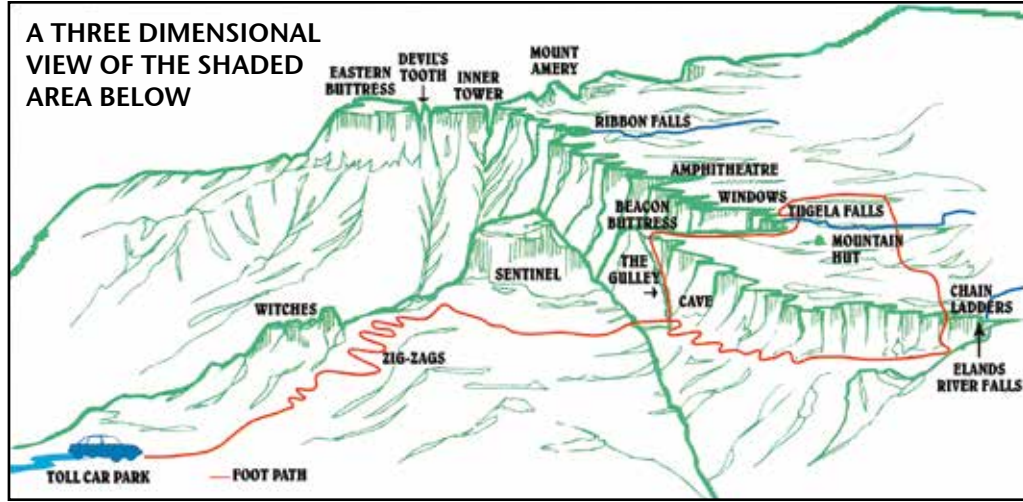 A THREE DIMENSIONAL
VIEW OF THE SHADED
AREA BELOW
EASTERN
BUTTRESS
DEVIL'S
TOOTH
INNER
TOWER
MOUNT
AMERY
RIBBON FALLS
AMPHITHEATRE
WINDOWS
BEACON
BUTTRESS
TUGELA FALLS
MOUNTAIN
HUT
THE
GULLEY
SENTINEL
CAVE
CHAIN
LADDERS
WITCHES
ZIG-ZAGS
ELANDS
RIVER FALLS
TOLL CAR PARK
FOOT PATH